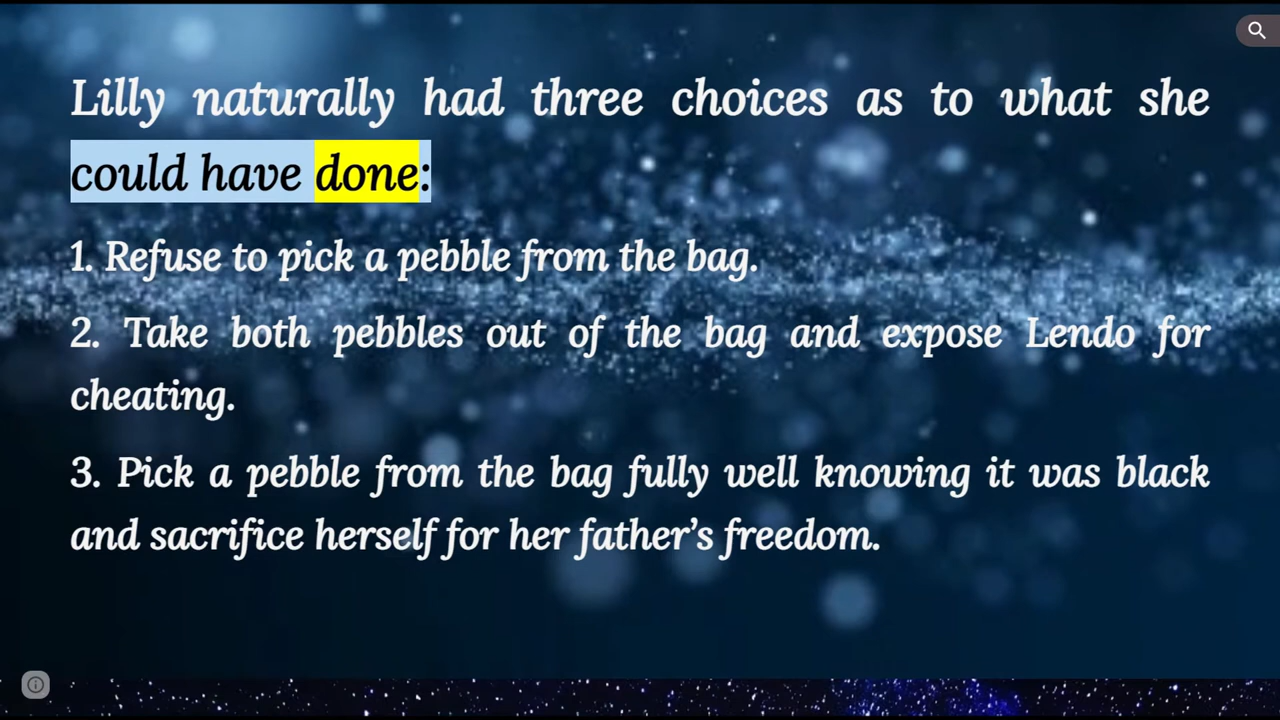 Lilly naturally had three choices as to what she
could have done:
1. Refuse to pick a pebble from the bag.
2. Take both pebbles out of the bag and expose Lendo for
cheating.
3. Pick a pebble from the bag fully well knowing it was black
and sacrifice herself for her father’s freedom.